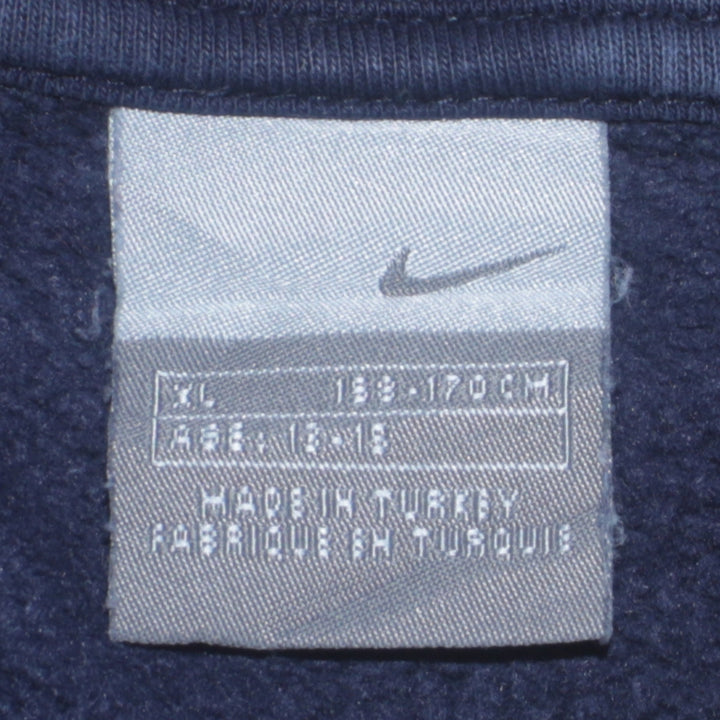 XL 158-170CM
AGE: 13-15
MADE IN TURKEY
FABRIQUE EN TURQUIE